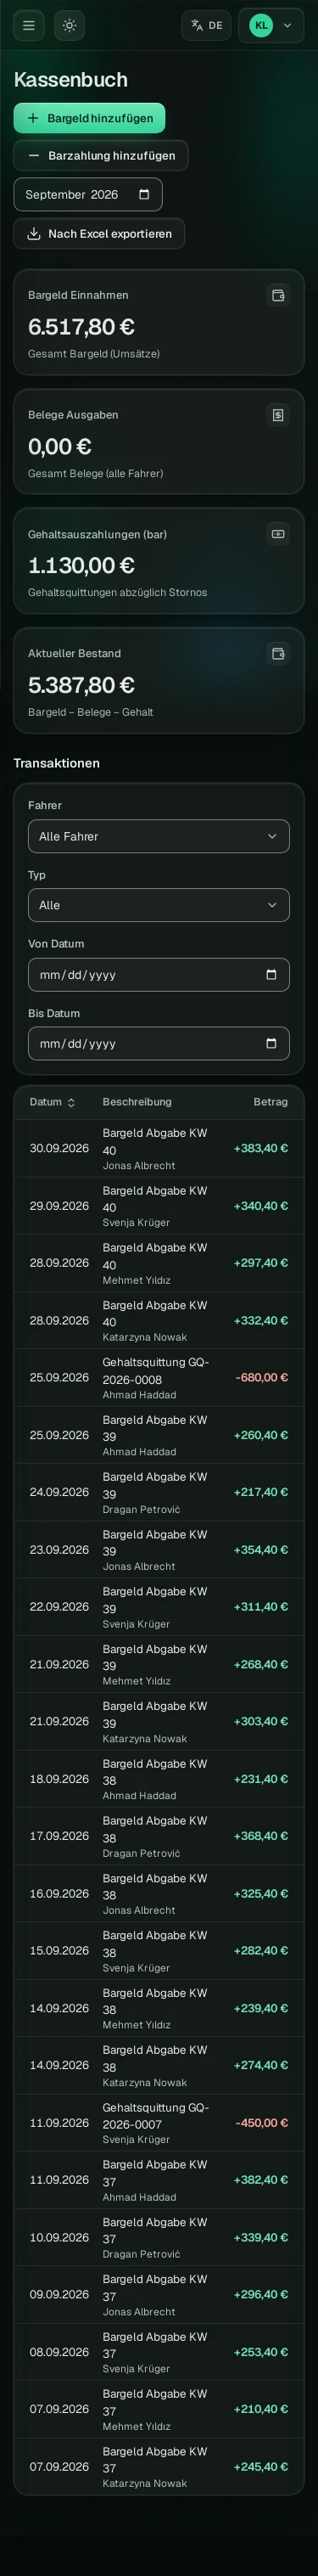 DE
KL
Kassenbuch
Bargeld hinzufügen
Barzahlung hinzufügen
September 2026
Nach Excel exportieren
Bargeld Einnahmen
6.517,80 €
Gesamt Bargeld (Umsätze)
Belege Ausgaben
0,00 €
Gesamt Belege (alle Fahrer)
Gehaltsauszahlungen (bar)
1.130,00 €
Gehaltsquittungen abzüglich Stornos
Aktueller Bestand
5.387,80 €
Bargeld – Belege – Gehalt
Transaktionen
Fahrer
Alle Fahrer
Typ
Alle
Von Datum
mm/dd/yyyy
Bis Datum
mm/dd/yyyy
Datum Beschreibung Betrag
30.09.2026 Bargeld Abgabe KW +383,40 €
40
Jonas Albrecht
29.09.2026 Bargeld Abgabe KW +340,40 €
40
Svenja Krüger
28.09.2026 Bargeld Abgabe KW +297,40 €
40
Mehmet Yıldız
28.09.2026 Bargeld Abgabe KW +332,40 €
40
Katarzyna Nowak
25.09.2026 Gehaltsquittung GQ- -680,00 €
2026-0008
Ahmad Haddad
25.09.2026 Bargeld Abgabe KW +260,40 €
39
Ahmad Haddad
24.09.2026 Bargeld Abgabe KW +217,40 €
39
Dragan Petrović
23.09.2026 Bargeld Abgabe KW +354,40 €
39
Jonas Albrecht
22.09.2026 Bargeld Abgabe KW +311,40 €
39
Svenja Krüger
21.09.2026 Bargeld Abgabe KW +268,40 €
39
Mehmet Yıldız
21.09.2026 Bargeld Abgabe KW +303,40 €
39
Katarzyna Nowak
18.09.2026 Bargeld Abgabe KW +231,40 €
38
Ahmad Haddad
17.09.2026 Bargeld Abgabe KW +368,40 €
38
Dragan Petrović
16.09.2026 Bargeld Abgabe KW +325,40 €
38
Jonas Albrecht
15.09.2026 Bargeld Abgabe KW +282,40 €
38
Svenja Krüger
14.09.2026 Bargeld Abgabe KW +239,40 €
38
Mehmet Yıldız
14.09.2026 Bargeld Abgabe KW +274,40 €
38
Katarzyna Nowak
11.09.2026 Gehaltsquittung GQ- -450,00 €
2026-0007
Svenja Krüger
11.09.2026 Bargeld Abgabe KW +382,40 €
37
Ahmad Haddad
10.09.2026 Bargeld Abgabe KW +339,40 €
37
Dragan Petrović
09.09.2026 Bargeld Abgabe KW +296,40 €
37
Jonas Albrecht
08.09.2026 Bargeld Abgabe KW +253,40 €
37
Svenja Krüger
07.09.2026 Bargeld Abgabe KW +210,40 €
37
Mehmet Yıldız
07.09.2026 Bargeld Abgabe KW +245,40 €
37
Katarzyna Nowak